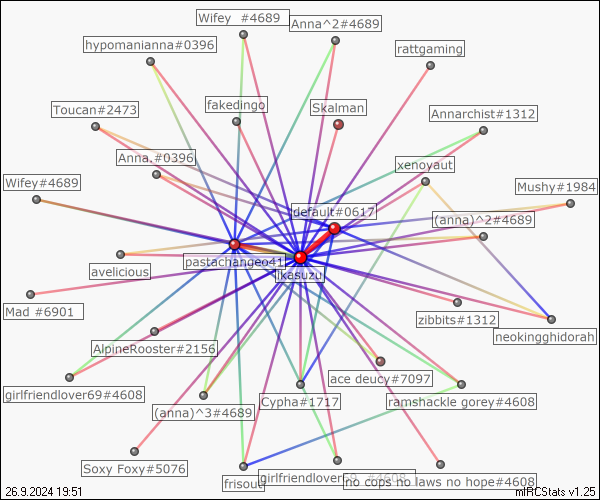 Wifey  #4689
Anna^2#4689
hypomanianna#0396
rattgaming
Toucan#2473
fakedingo
Skalman
Annarchist#1312
Anna.#0396
xenoyaut
Wifey#4689
Mushy#1984
default#0617
(anna)^2#4689
pastachangeo41
ikasuzu
avelicious
Mad #6901
zibbits#1312
neokingghidorah
AlpineRooster#2156
ace deucy#7097
girlfriendlover69#4608
(anna)^3#4689
Cypha#1717
ramshackle gorey#4608
Soxy Foxy#5076
frisout
girlfriendlover69 #4608
no cops no laws no hope#4608
26.9.2024 19:51
mIRCStats v1.25